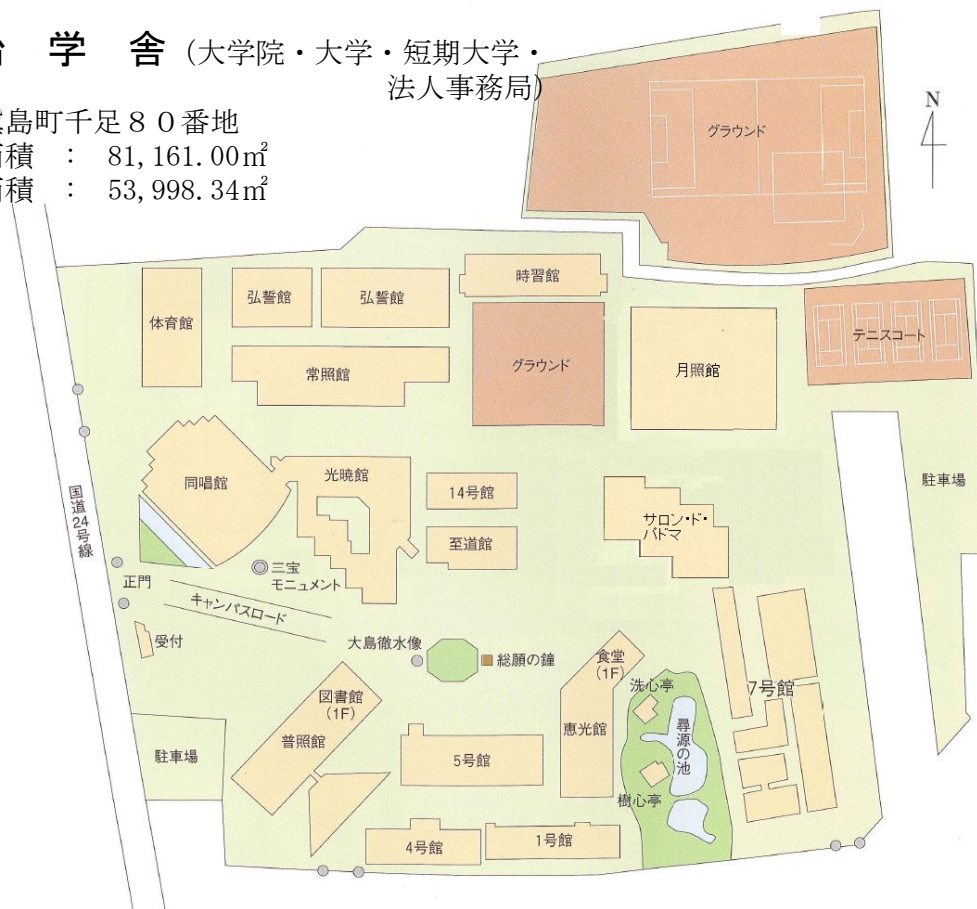 学 舎 (大学院・大学・短期大学・
法人事務局)
島町千足８０番地
積 ： 81,161.00㎡
積 ： 53,998.34㎡
N
グラウンド
時習館
弘誓館
弘誓館
体育館
テニスコート
グラウンド
月照館
常照館
光暁館
同唱館
14号館
駐車場
国道24号線
サロン・ド・
パドマ
至道館
三宝
モニュメント
正門
キャンパスロード
受付
大島徹水像
総願の鐘
食堂
(1F)
洗心亭
7号館
図書館
(1F)
恵光館
尋源の池
普照館
駐車場
5号館
樹心亭
4号館
1号館